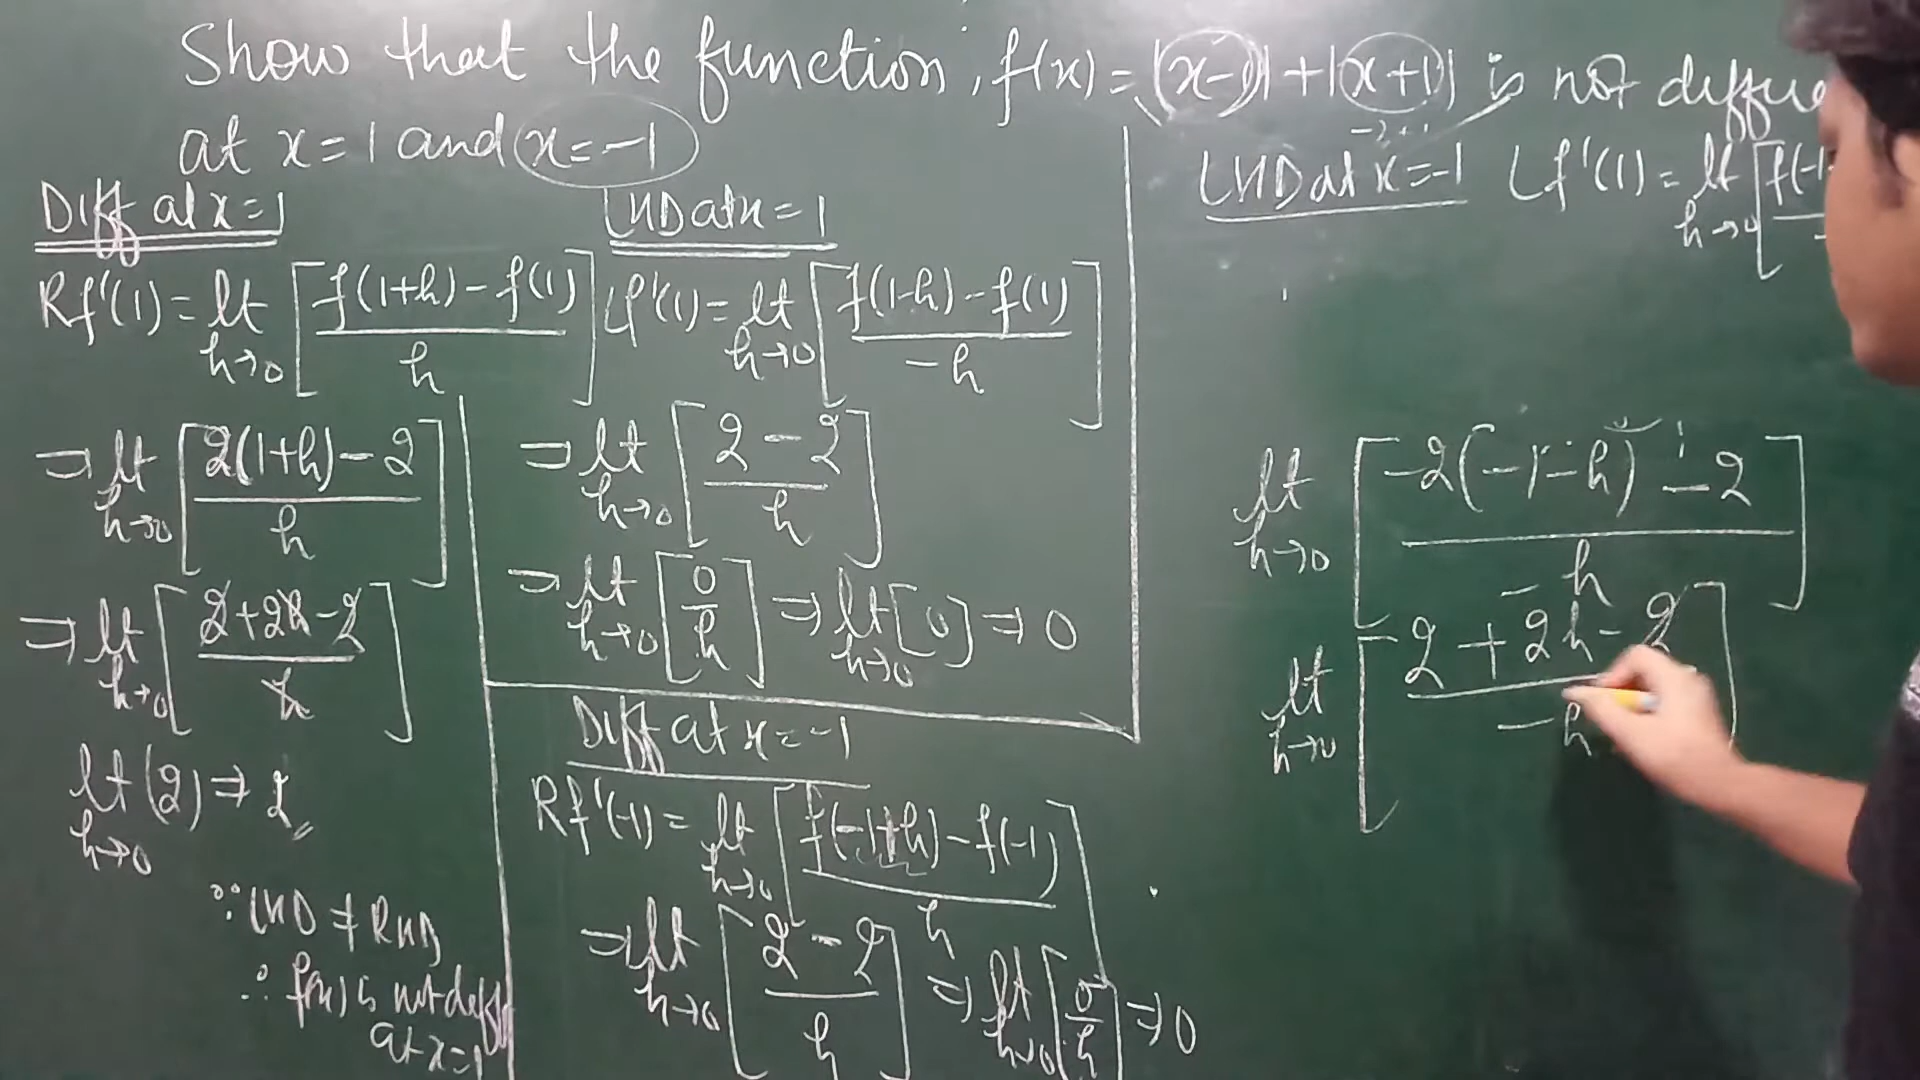 Show that the function, f(x) = |x-1| + |x+1| is not
at x=1 and x=-1
Diff at x=1
Rf'(1) = lt h→0 [f(1+h) - f(1) / h]
⇒ lt h→0 [2(1+h) - 2 / h]
⇒ lt h→0 [2+2h-2 / h]
lt h→0 (2) ⇒ 2
∵ LHD ≠ RHD
∴ f(x) is not diff
at x=1
LHD at x=1
Lf'(1) = lt h→0 [f(1-h) - f(1) / -h]
⇒ lt h→0 [2-2 / h]
⇒ lt h→0 [0/h] ⇒ lt h→0 [0] ⇒ 0
Diff at x=-1
Rf'(-1) = lt h→0 [f(-1+h) - f(-1) / h]
⇒ lt h→0 [2-2 / h] ⇒ lt h→0 [0/h] ⇒ 0
LHD at x=-1 Lf'(1) = lt h→0 [f(-1
lt h→0 [-2(-1-h) - 2 / -h]
lt h→0 [2+2h-2 / -h]